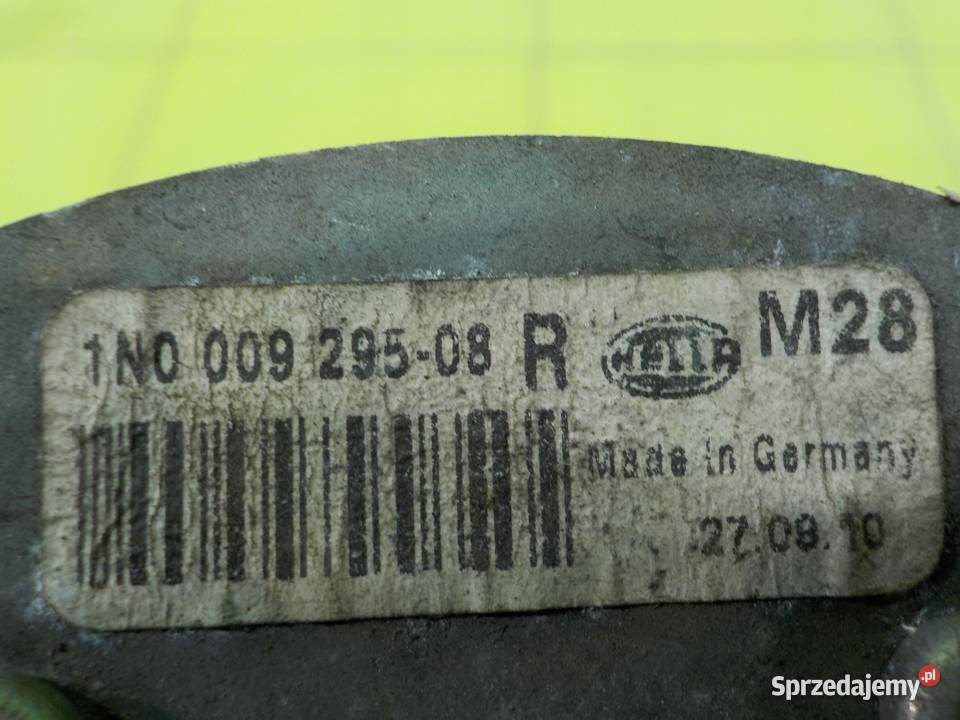 1N0 009 295-08 R HELLA M28
Made in Germany
27.09.10
Sprzedajemy.pl